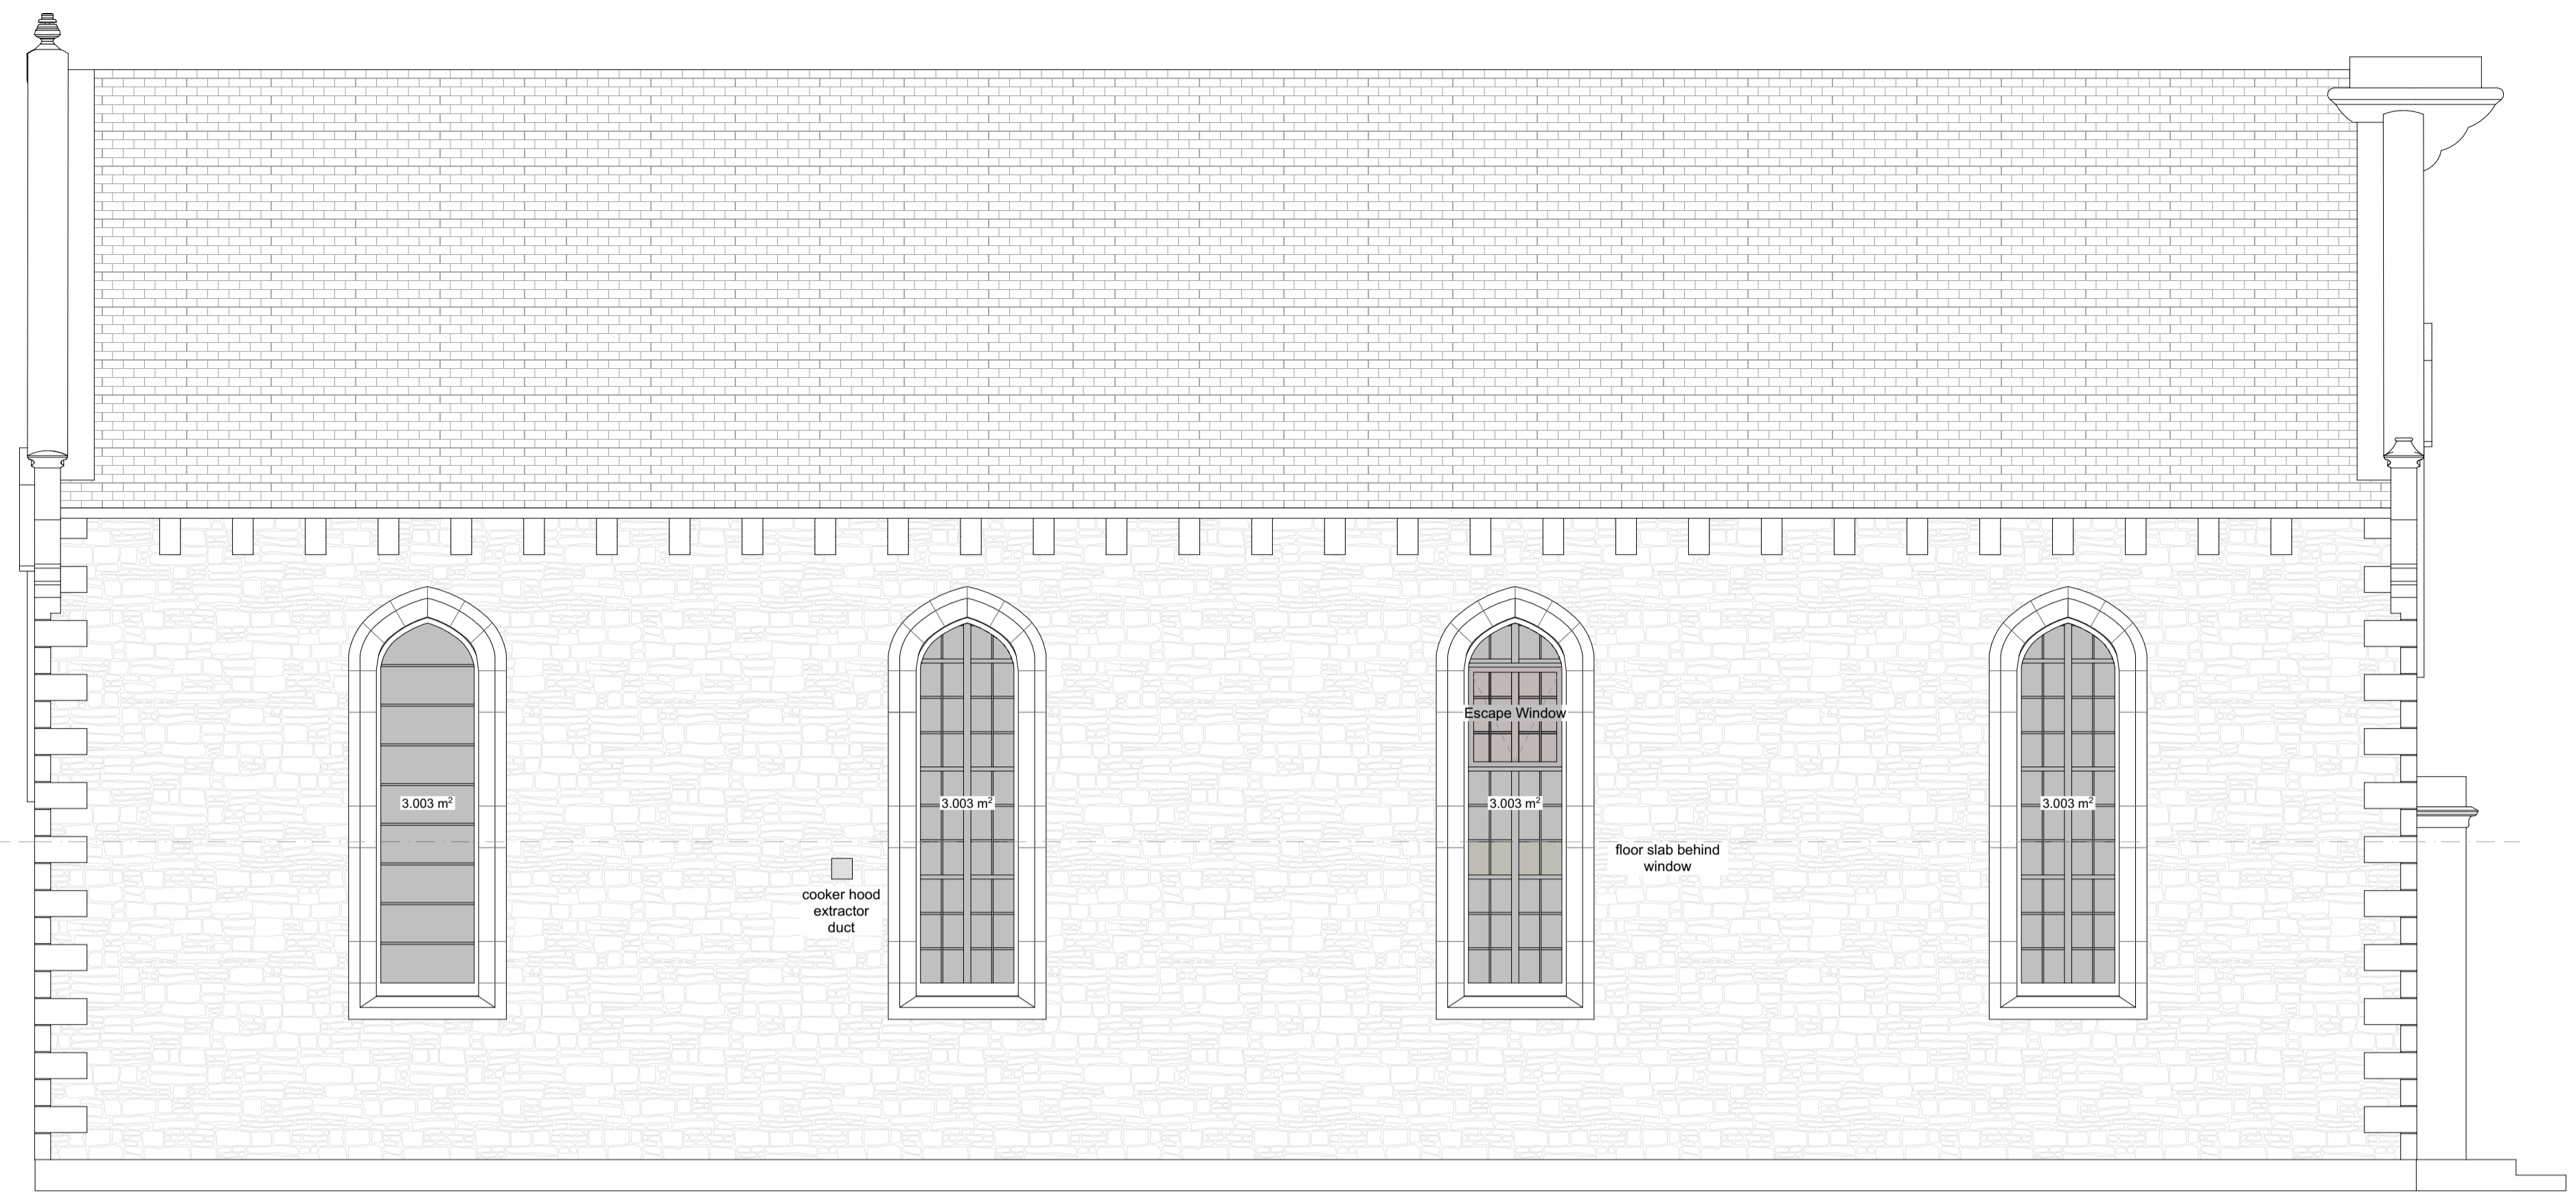 Escape Window
3.003 m²
3.003 m²
3.003 m²
3.003 m²
floor slab behind
window
cooker hood
extractor
duct